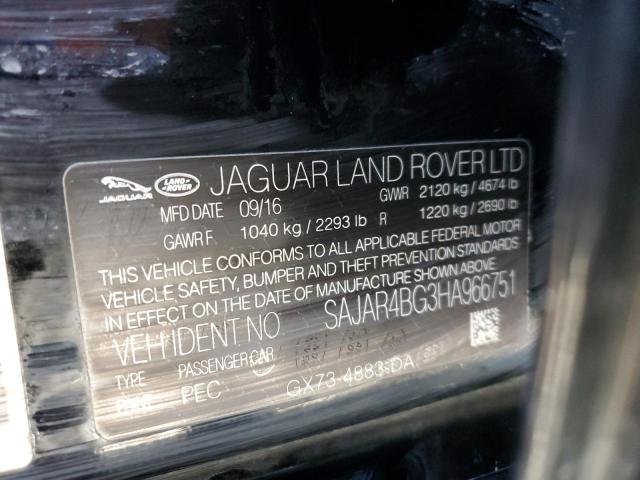 JAGUAR LAND-ROVER JAGUAR LAND ROVER LTD
MFD DATE 09/16 GWWR 2120 kg / 4674 lb
GAWR F 1040 kg / 2293 lb R 1220 kg / 2690 lb
THIS VEHICLE CONFORMS TO ALL APPLICABLE FEDERAL MOTOR
VEHICLE SAFETY, BUMPER AND THEFT PREVENTION STANDARDS
IN EFFECT ON THE DATE OF MANUFACTURE SHOWN ABOVE
VEH IDENT NO SAJAR4BG3HA966751
TYPE PASSENGER CAR
PAINT PEC GX73-4883-DA